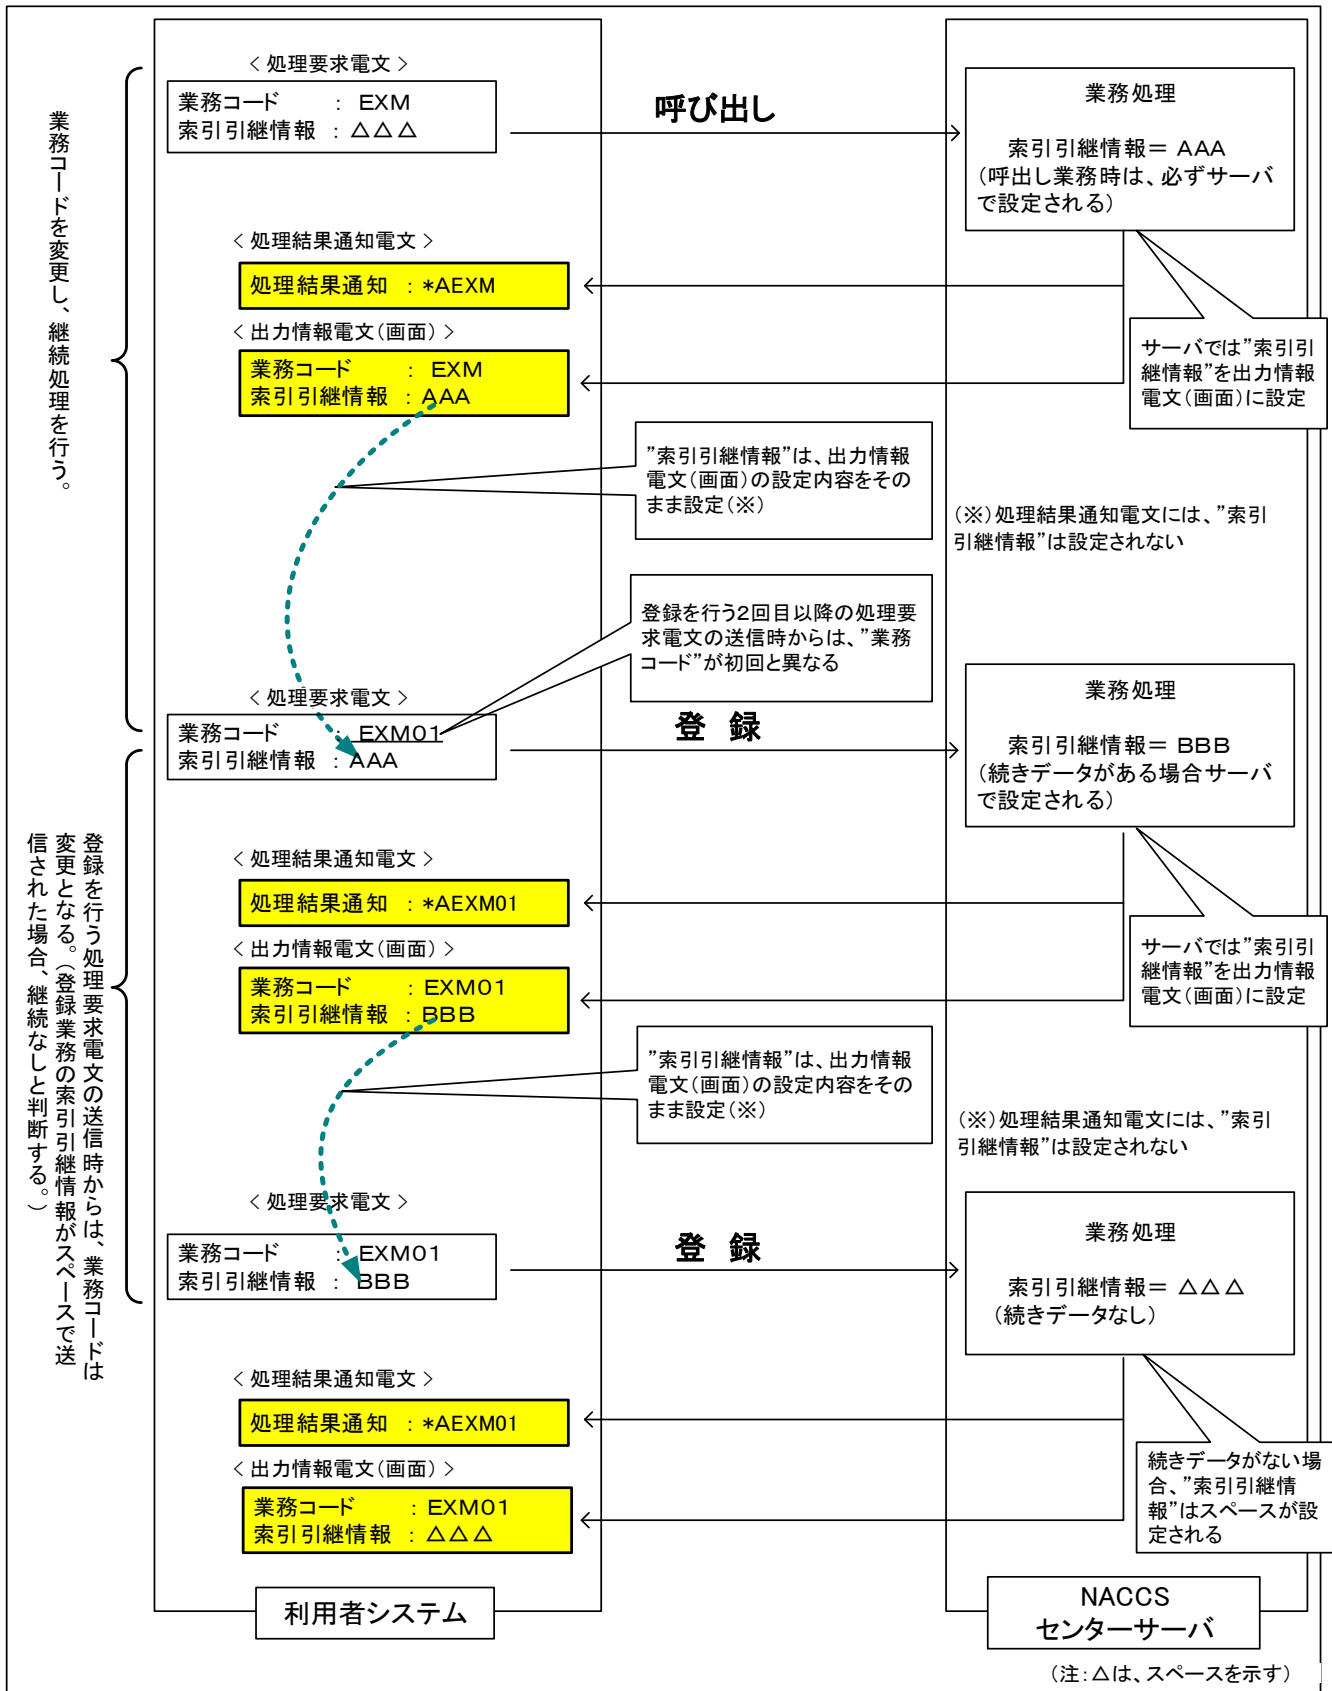 業務コードを変更し、継続処理を行う。
＜処理要求電文＞
業務コード　　：　EXM
索引引継情報　：　△△△
呼び出し
業務処理
索引引継情報＝ AAA
（呼出し業務時は、必ずサーバ
で設定される）
＜処理結果通知電文＞
処理結果通知　：*AEXM
＜出力情報電文（画面）＞
業務コード　　：　EXM
索引引継情報　：AAA
サーバでは”索引引
継情報”を出力情報
電文（画面）に設定
”索引引継情報”は、出力情報
電文（画面）の設定内容をその
まま設定（※）
（※）処理結果通知電文には、”索引
引継情報”は設定されない
登録を行う2回目以降の処理要
求電文の送信時からは、”業務
コード”が初回と異なる
＜処理要求電文＞
業務コード　　：　EXM01
索引引継情報　：AAA
登　録
業務処理
索引引継情報＝ BBB
（続きデータがある場合サーバ
で設定される）
登録を行う処理要求電文の送信時からは、業務コードは
変更となる。（登録業務の索引引継情報がスペースで送
信された場合、継続なしと判断する。）
＜処理結果通知電文＞
処理結果通知　：*AEXM01
＜出力情報電文（画面）＞
業務コード　　：EXM01
索引引継情報　：BBB
サーバでは”索引引
継情報”を出力情報
電文（画面）に設定
”索引引継情報”は、出力情報
電文（画面）の設定内容をその
まま設定（※）
（※）処理結果通知電文には、”索引
引継情報”は設定されない
＜処理要求電文＞
業務コード　　：　EXM01
索引引継情報　：　BBB
登　録
業務処理
索引引継情報＝ △△△
（続きデータなし）
＜処理結果通知電文＞
処理結果通知　：*AEXM01
＜出力情報電文（画面）＞
業務コード　　：EXM01
索引引継情報　：△△△
続きデータがない場
合、”索引引継情
報”はスペースが設
定される
利用者システム
NACCS
センターサーバ
（注：△は、スペースを示す）